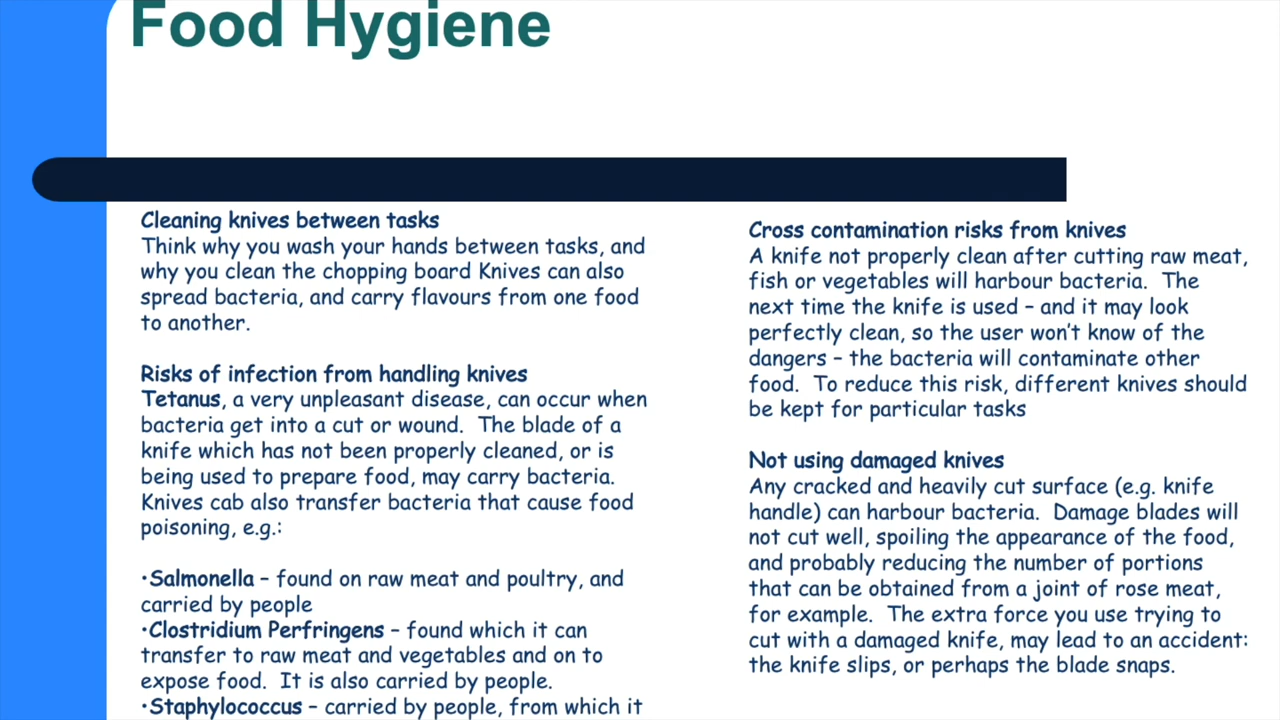 Food Hygiene
Cleaning knives between tasks
Think why you wash your hands between tasks, and
why you clean the chopping board Knives can also
spread bacteria, and carry flavours from one food
to another.
Risks of infection from handling knives
Tetanus, a very unpleasant disease, can occur when
bacteria get into a cut or wound.  The blade of a
knife which has not been properly cleaned, or is
being used to prepare food, may carry bacteria.
Knives cab also transfer bacteria that cause food
poisoning, e.g.:
•Salmonella – found on raw meat and poultry, and
carried by people
•Clostridium Perfringens – found which it can
transfer to raw meat and vegetables and on to
expose food.  It is also carried by people.
•Staphylococcus – carried by people, from which it
Cross contamination risks from knives
A knife not properly clean after cutting raw meat,
fish or vegetables will harbour bacteria.  The
next time the knife is used – and it may look
perfectly clean, so the user won’t know of the
dangers – the bacteria will contaminate other
food.  To reduce this risk, different knives should
be kept for particular tasks
Not using damaged knives
Any cracked and heavily cut surface (e.g. knife
handle) can harbour bacteria.  Damage blades will
not cut well, spoiling the appearance of the food,
and probably reducing the number of portions
that can be obtained from a joint of rose meat,
for example.  The extra force you use trying to
cut with a damaged knife, may lead to an accident:
the knife slips, or perhaps the blade snaps.